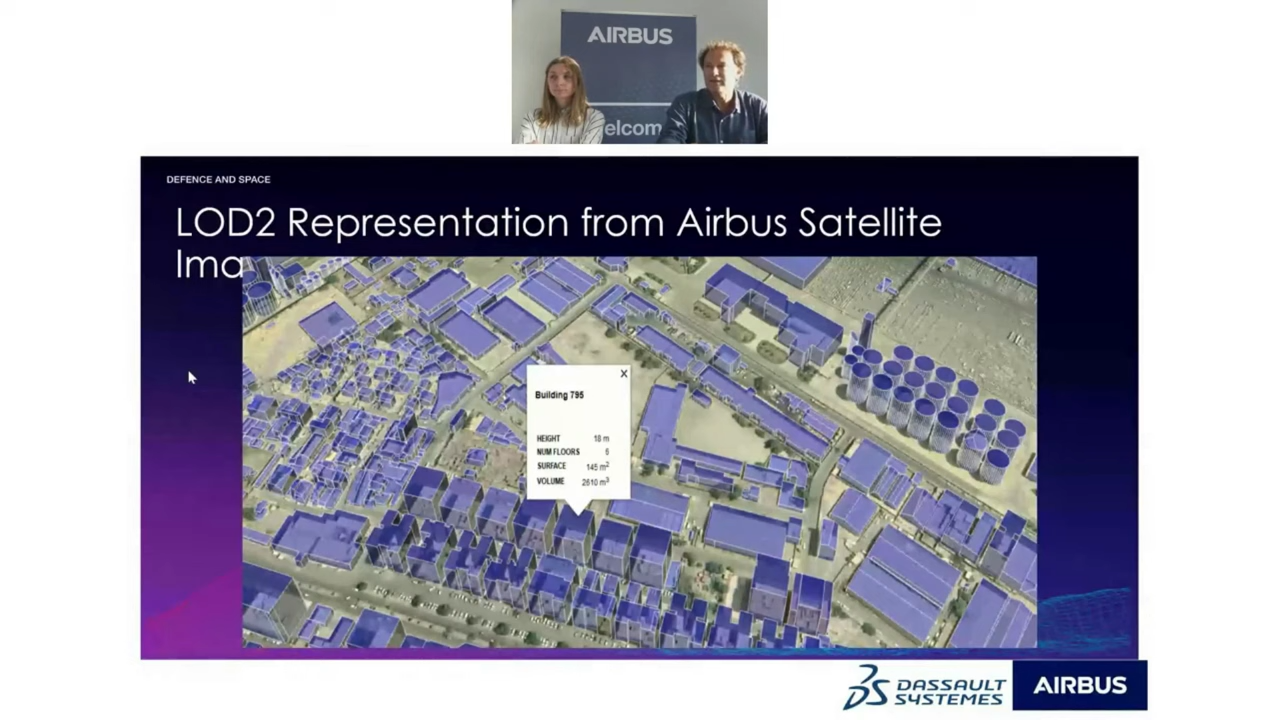 AIRBUS
elcom
DEFENCE AND SPACE
LOD2 Representation from Airbus Satellite
Ima
X
Building 795
HEIGHT 18 m
NUM FLOORS 6
SURFACE 145 m²
VOLUME 2610 m³
DASSAULT
SYSTEMES
AIRBUS